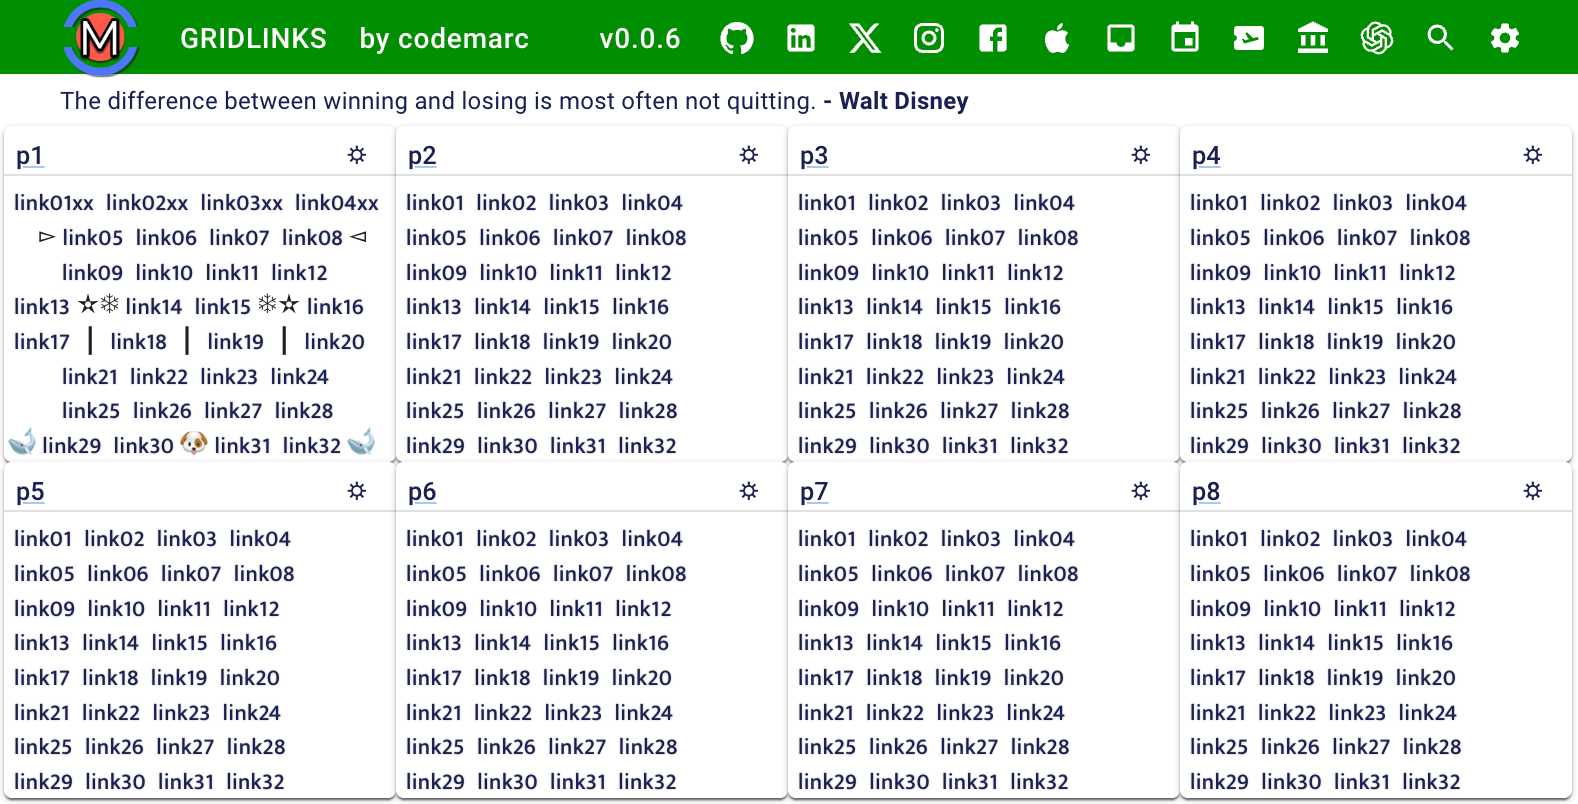 M GRIDLINKS by codemarc v0.0.6
The difference between winning and losing is most often not quitting. - Walt Disney
p1
link01xx link02xx link03xx link04xx
▻ link05 link06 link07 link08 ◅
link09 link10 link11 link12
link13 ✫❄ link14 link15 ❄✫ link16
link17 | link18 | link19 | link20
link21 link22 link23 link24
link25 link26 link27 link28
🐳 link29 link30 🐶 link31 link32 🐳
p2
link01 link02 link03 link04
link05 link06 link07 link08
link09 link10 link11 link12
link13 link14 link15 link16
link17 link18 link19 link20
link21 link22 link23 link24
link25 link26 link27 link28
link29 link30 link31 link32
p3
link01 link02 link03 link04
link05 link06 link07 link08
link09 link10 link11 link12
link13 link14 link15 link16
link17 link18 link19 link20
link21 link22 link23 link24
link25 link26 link27 link28
link29 link30 link31 link32
p4
link01 link02 link03 link04
link05 link06 link07 link08
link09 link10 link11 link12
link13 link14 link15 link16
link17 link18 link19 link20
link21 link22 link23 link24
link25 link26 link27 link28
link29 link30 link31 link32
p5
link01 link02 link03 link04
link05 link06 link07 link08
link09 link10 link11 link12
link13 link14 link15 link16
link17 link18 link19 link20
link21 link22 link23 link24
link25 link26 link27 link28
link29 link30 link31 link32
p6
link01 link02 link03 link04
link05 link06 link07 link08
link09 link10 link11 link12
link13 link14 link15 link16
link17 link18 link19 link20
link21 link22 link23 link24
link25 link26 link27 link28
link29 link30 link31 link32
p7
link01 link02 link03 link04
link05 link06 link07 link08
link09 link10 link11 link12
link13 link14 link15 link16
link17 link18 link19 link20
link21 link22 link23 link24
link25 link26 link27 link28
link29 link30 link31 link32
p8
link01 link02 link03 link04
link05 link06 link07 link08
link09 link10 link11 link12
link13 link14 link15 link16
link17 link18 link19 link20
link21 link22 link23 link24
link25 link26 link27 link28
link29 link30 link31 link32